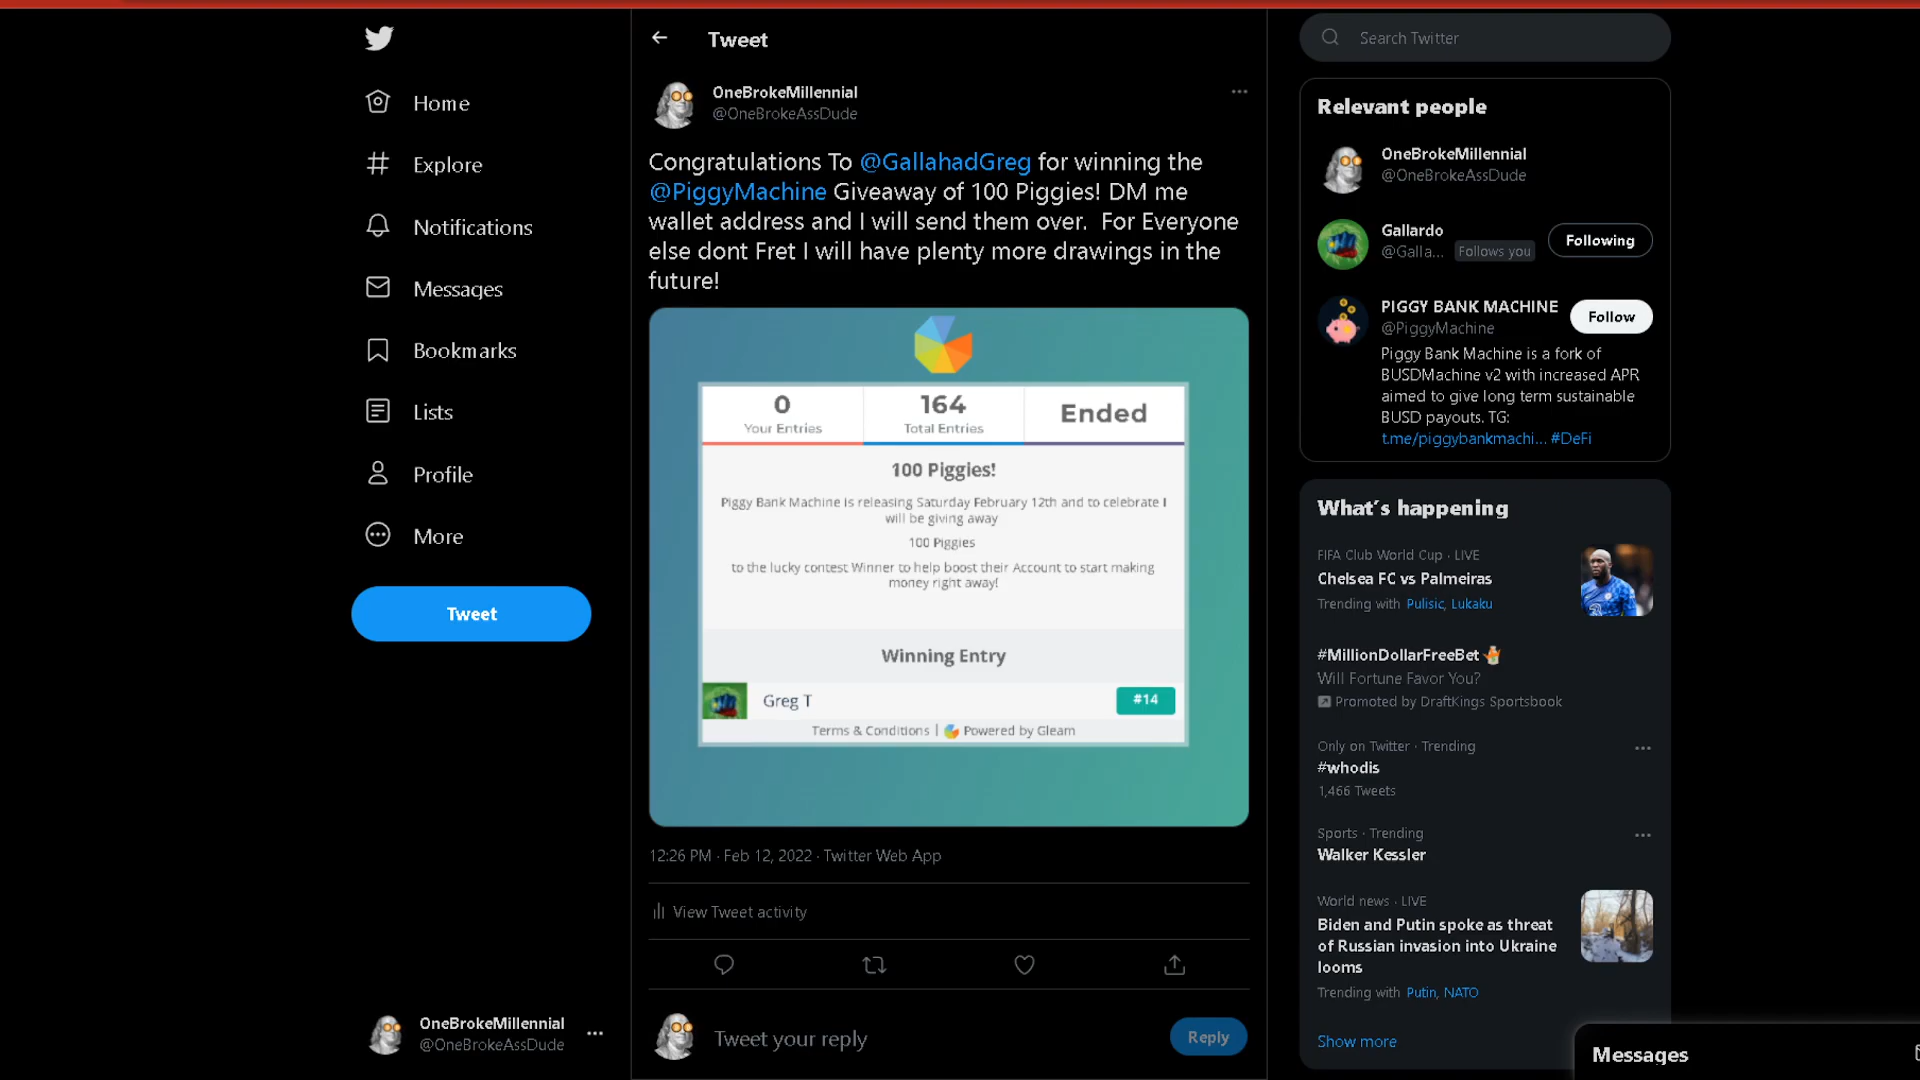 Home
Explore
Notifications
Messages
Bookmarks
Lists
Profile
More
Tweet
OneBrokeMillennial
@OneBrokeAssDude
Tweet
OneBrokeMillennial
@OneBrokeAssDude
Congratulations To @GallahadGreg for winning the
@PiggyMachine Giveaway of 100 Piggies! DM me
wallet address and I will send them over. For Everyone
else dont Fret I will have plenty more drawings in the
future!
0
Your Entries
164
Total Entries
Ended
100 Piggies!
Piggy Bank Machine is releasing Saturday February 12th and to celebrate I
will be giving away
100 Piggies
to the lucky contest Winner to help boost their Account to start making
money right away!
Winning Entry
Greg T #14
Terms & Conditions | Powered by Gleam
12:26 PM · Feb 12, 2022 · Twitter Web App
View Tweet activity
Tweet your reply
Reply
Search Twitter
Relevant people
OneBrokeMillennial
@OneBrokeAssDude
Gallardo
@Galla... Follows you
Following
PIGGY BANK MACHINE
@PiggyMachine
Follow
Piggy Bank Machine is a fork of
BUSDMachine v2 with increased APR
aimed to give long term sustainable
BUSD payouts. TG:
t.me/piggybankmachi... #DeFi
What's happening
FIFA Club World Cup · LIVE
Chelsea FC vs Palmeiras
Trending with Pulisic, Lukaku
#MillionDollarFreeBet
Will Fortune Favor You?
Promoted by DraftKings Sportsbook
Only on Twitter · Trending
#whodis
1,466 Tweets
Sports · Trending
Walker Kessler
World news · LIVE
Biden and Putin spoke as threat
of Russian invasion into Ukraine
looms
Trending with Putin, NATO
Show more
Messages